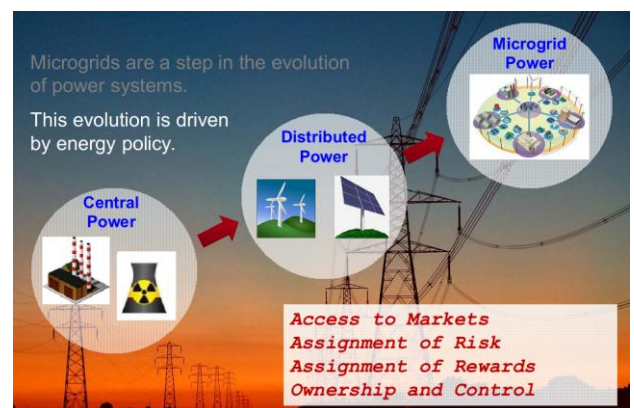 Microgrids are a step in the evolution
of power systems.
This evolution is driven
by energy policy.
Microgrid
Power
Distributed
Power
Central
Power
Access to Markets
Assignment of Risk
Assignment of Rewards
Ownership and Control